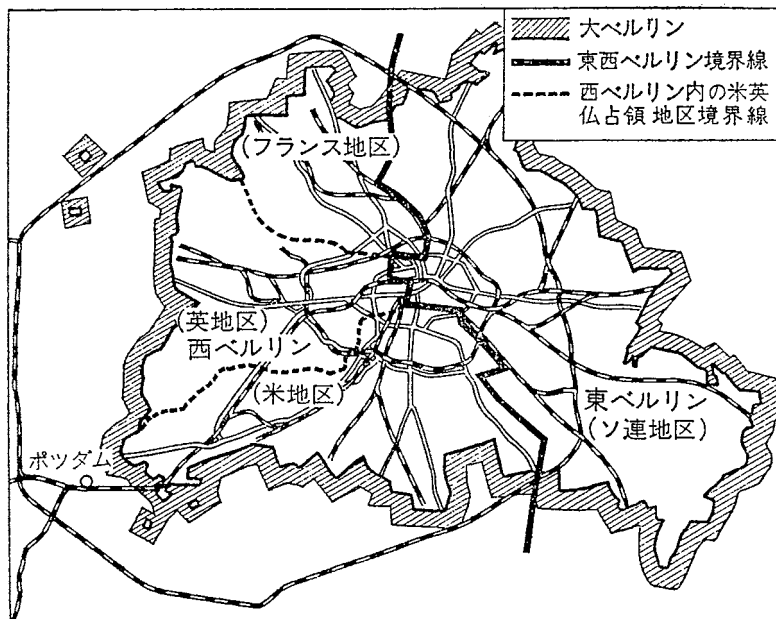 大ベルリン
東西ベルリン境界線
西ベルリン内の米英
仏占領地区境界線
(フランス地区)
(英地区)
西ベルリン
(米地区)
東ベルリン
(ソ連地区)
ポツダム